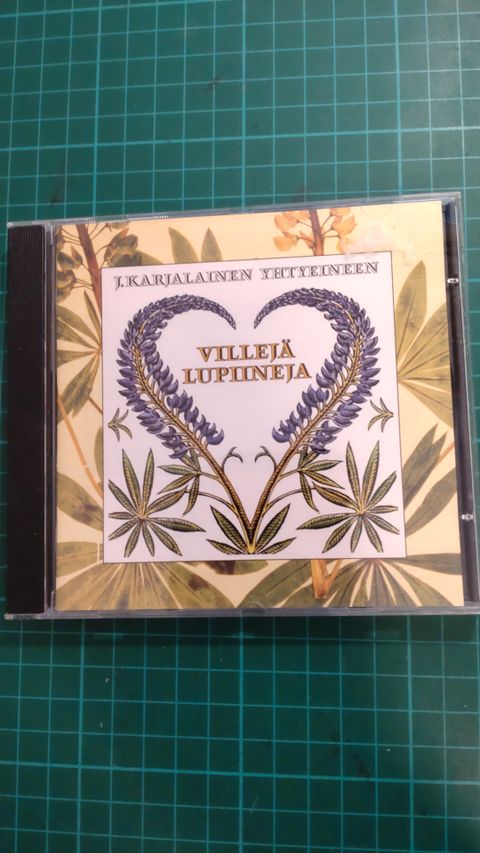 J. KARJALAINEN YHTYEINEEN
VILLEJÄ
LUPIINEJA